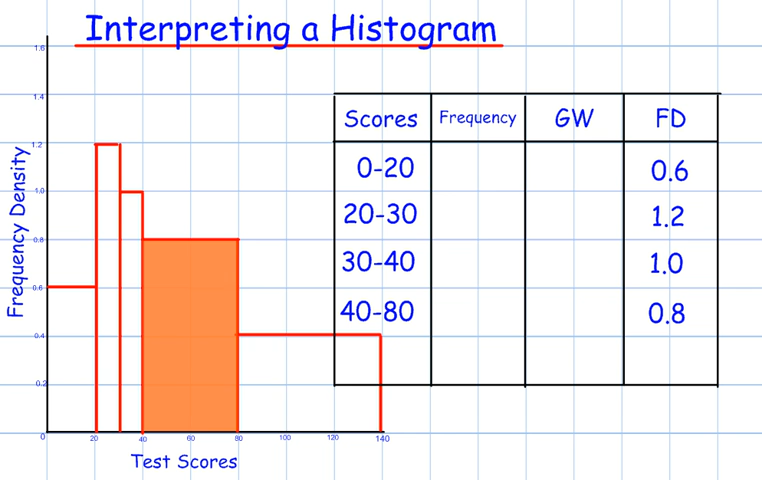 Interpreting a Histogram
1.6
1.4
1.2
1.0
0.8
0.6
0.4
0.2
0
Frequency Density
20 40 60 80 100 120 140
Test Scores
Scores Frequency GW FD
0-20 0.6
20-30 1.2
30-40 1.0
40-80 0.8